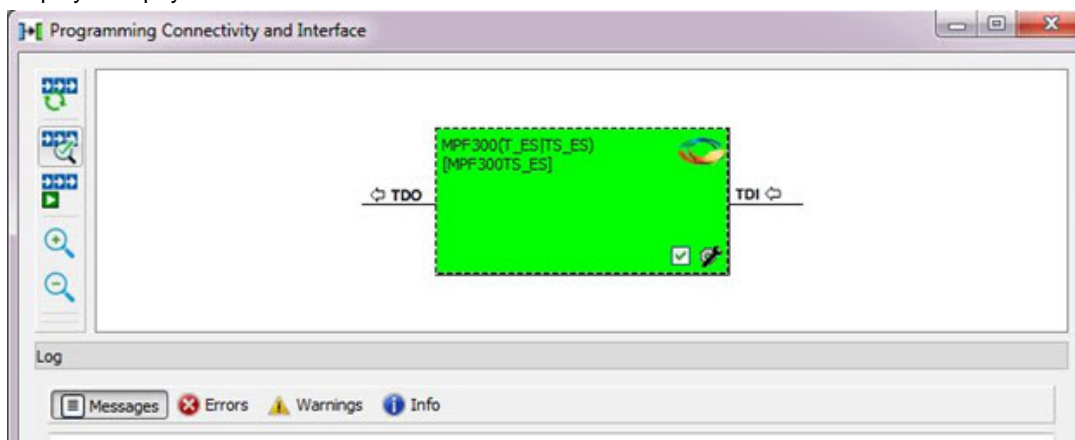 Programming Connectivity and Interface
MPF300(T_ES|TS_ES)
[MPF300TS_ES]
TDO
TDI
Log
Messages Errors Warnings Info